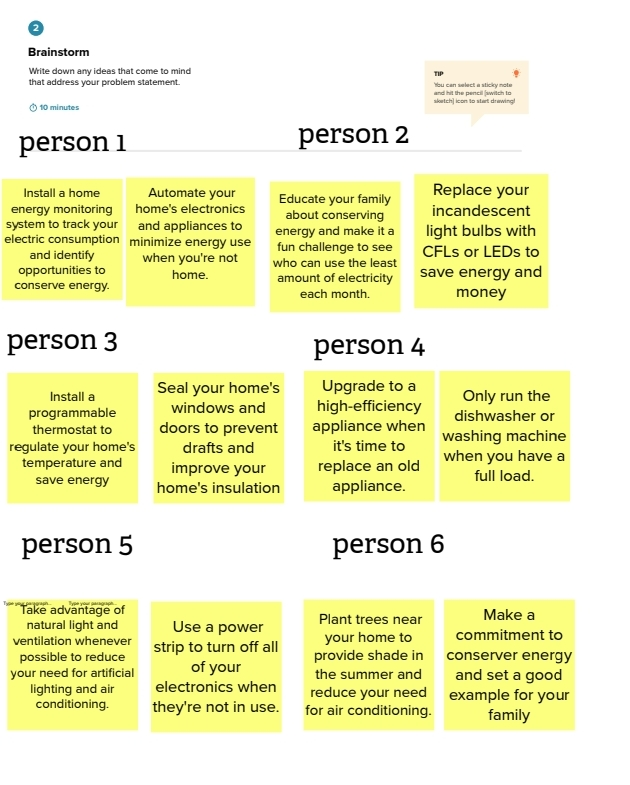 2
Brainstorm
Write down any ideas that come to mind
that address your problem statement.
10 minutes
TIP
You can select a sticky note
and hit the pencil [switch to
sketch] icon to start drawing!
person 1
Install a home
energy monitoring
system to track your
electric consumption
and identify
opportunities to
conserve energy.
Automate your
home's electronics
and appliances to
minimize energy use
when you're not
home.
person 2
Educate your family
about conserving
energy and make it a
fun challenge to see
who can use the least
amount of electricity
each month.
Replace your
incandescent
light bulbs with
CFLs or LEDs to
save energy and
money
person 3
Install a
programmable
thermostat to
regulate your home's
temperature and
save energy
Seal your home's
windows and
doors to prevent
drafts and
improve your
home's insulation
person 4
Upgrade to a
high-efficiency
appliance when
it's time to
replace an old
appliance.
Only run the
dishwasher or
washing machine
when you have a
full load.
person 5
Type your paragraph...
Type your paragraph...
Take advantage of
natural light and
ventilation whenever
possible to reduce
your need for artificial
lighting and air
conditioning.
Use a power
strip to turn off all
of your
electronics when
they're not in use.
person 6
Plant trees near
your home to
provide shade in
the summer and
reduce your need
for air conditioning.
Make a
commitment to
conserver energy
and set a good
example for your
family